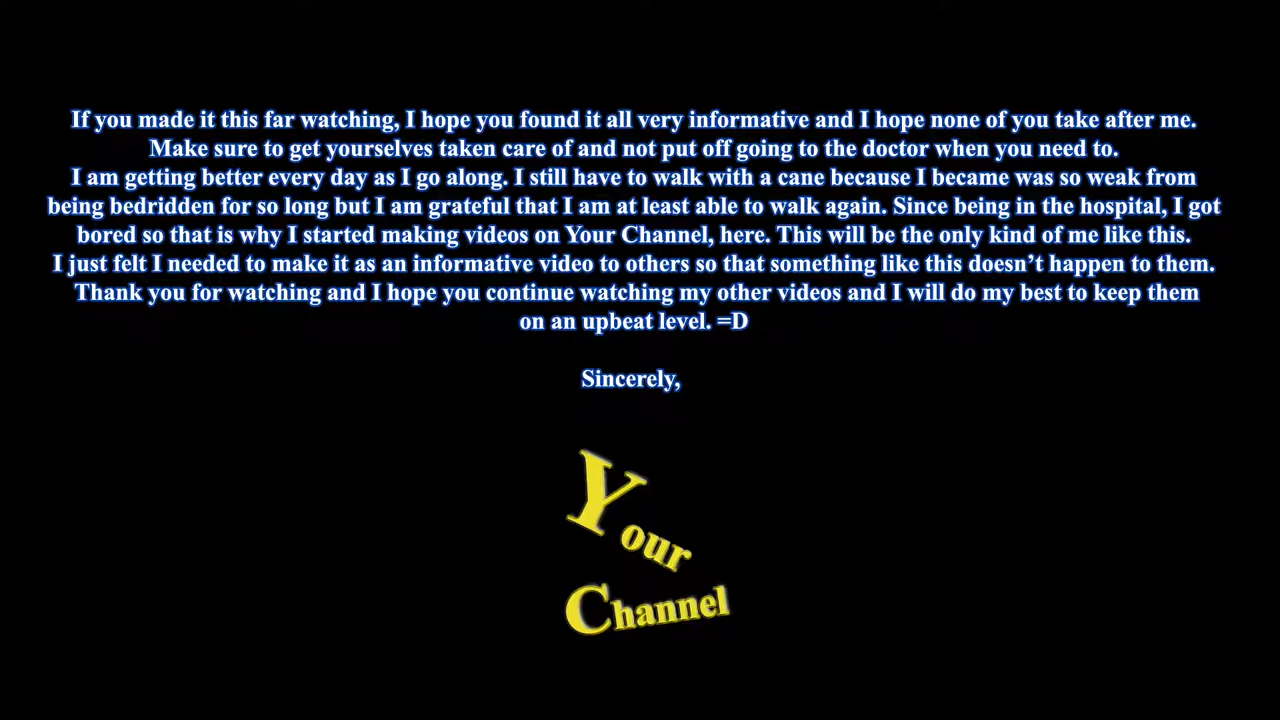 If you made it this far watching, I hope you found it all very informative and I hope none of you take after me.
Make sure to get yourselves taken care of and not put off going to the doctor when you need to.
I am getting better every day as I go along. I still have to walk with a cane because I became was so weak from
being bedridden for so long but I am grateful that I am at least able to walk again. Since being in the hospital, I got
bored so that is why I started making videos on Your Channel, here. This will be the only kind of me like this.
I just felt I needed to make it as an informative video to others so that something like this doesn’t happen to them.
Thank you for watching and I hope you continue watching my other videos and I will do my best to keep them
on an upbeat level. =D
Sincerely,
Your
Channel